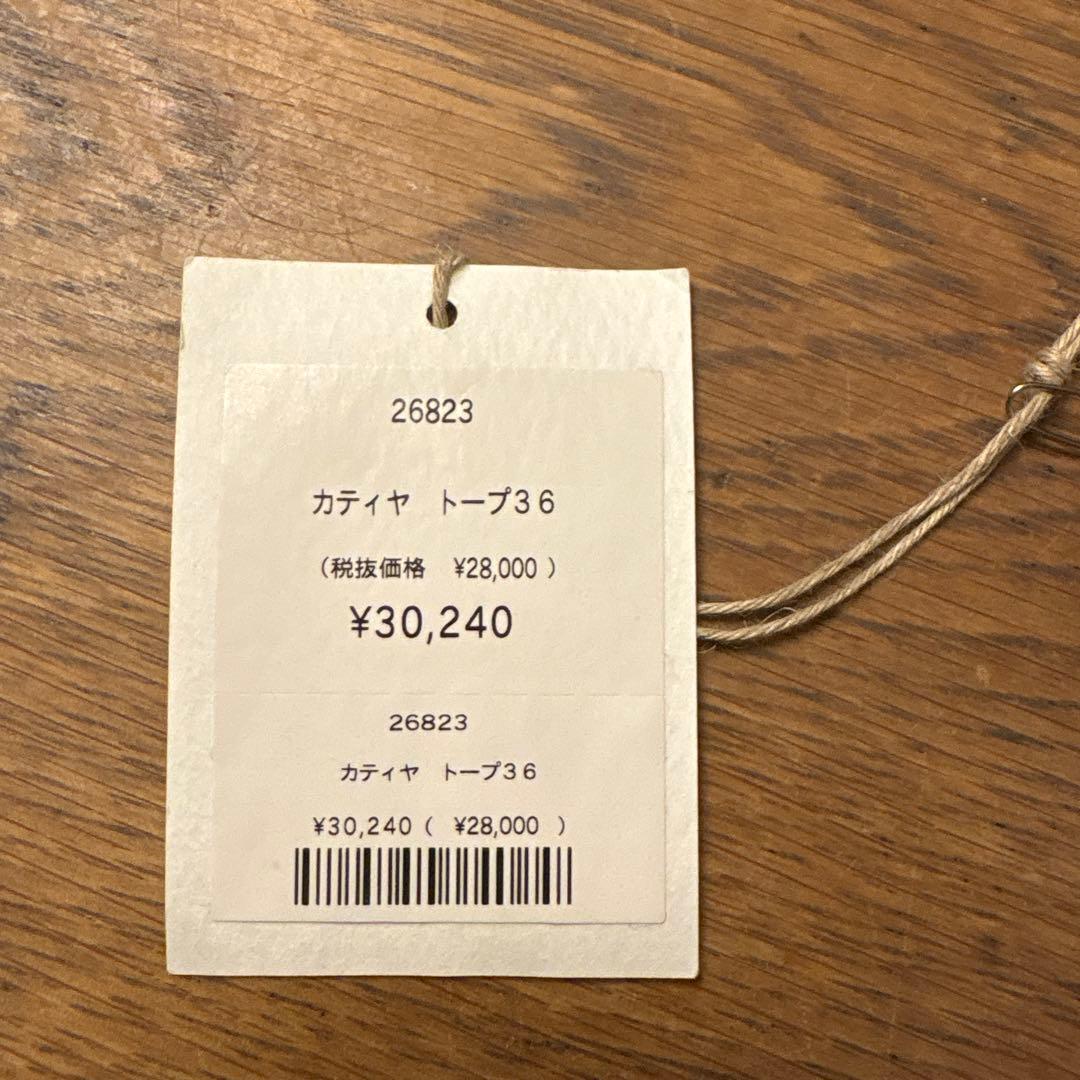 26823
カティヤ　トープ３６
（税抜価格　¥28,000 ）
¥30,240
26823
カティヤ　トープ３６
¥30,240 (　¥28,000　)